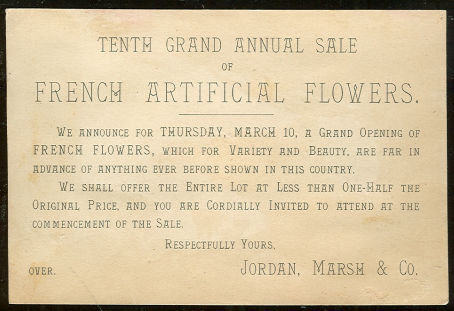 TENTH GRAND ANNUAL SALE
OF
FRENCH ARTIFICIAL FLOWERS.
WE ANNOUNCE FOR THURSDAY, MARCH 10, A GRAND OPENING OF
FRENCH FLOWERS, WHICH FOR VARIETY AND BEAUTY, ARE FAR IN
ADVANCE OF ANYTHING EVER BEFORE SHOWN IN THIS COUNTRY.
WE SHALL OFFER THE ENTIRE LOT AT LESS THAN ONE-HALF THE
ORIGINAL PRICE, AND YOU ARE CORDIALLY INVITED TO ATTEND AT THE
COMMENCEMENT OF THE SALE.
RESPECTFULLY YOURS,
OVER. JORDAN, MARSH & CO.